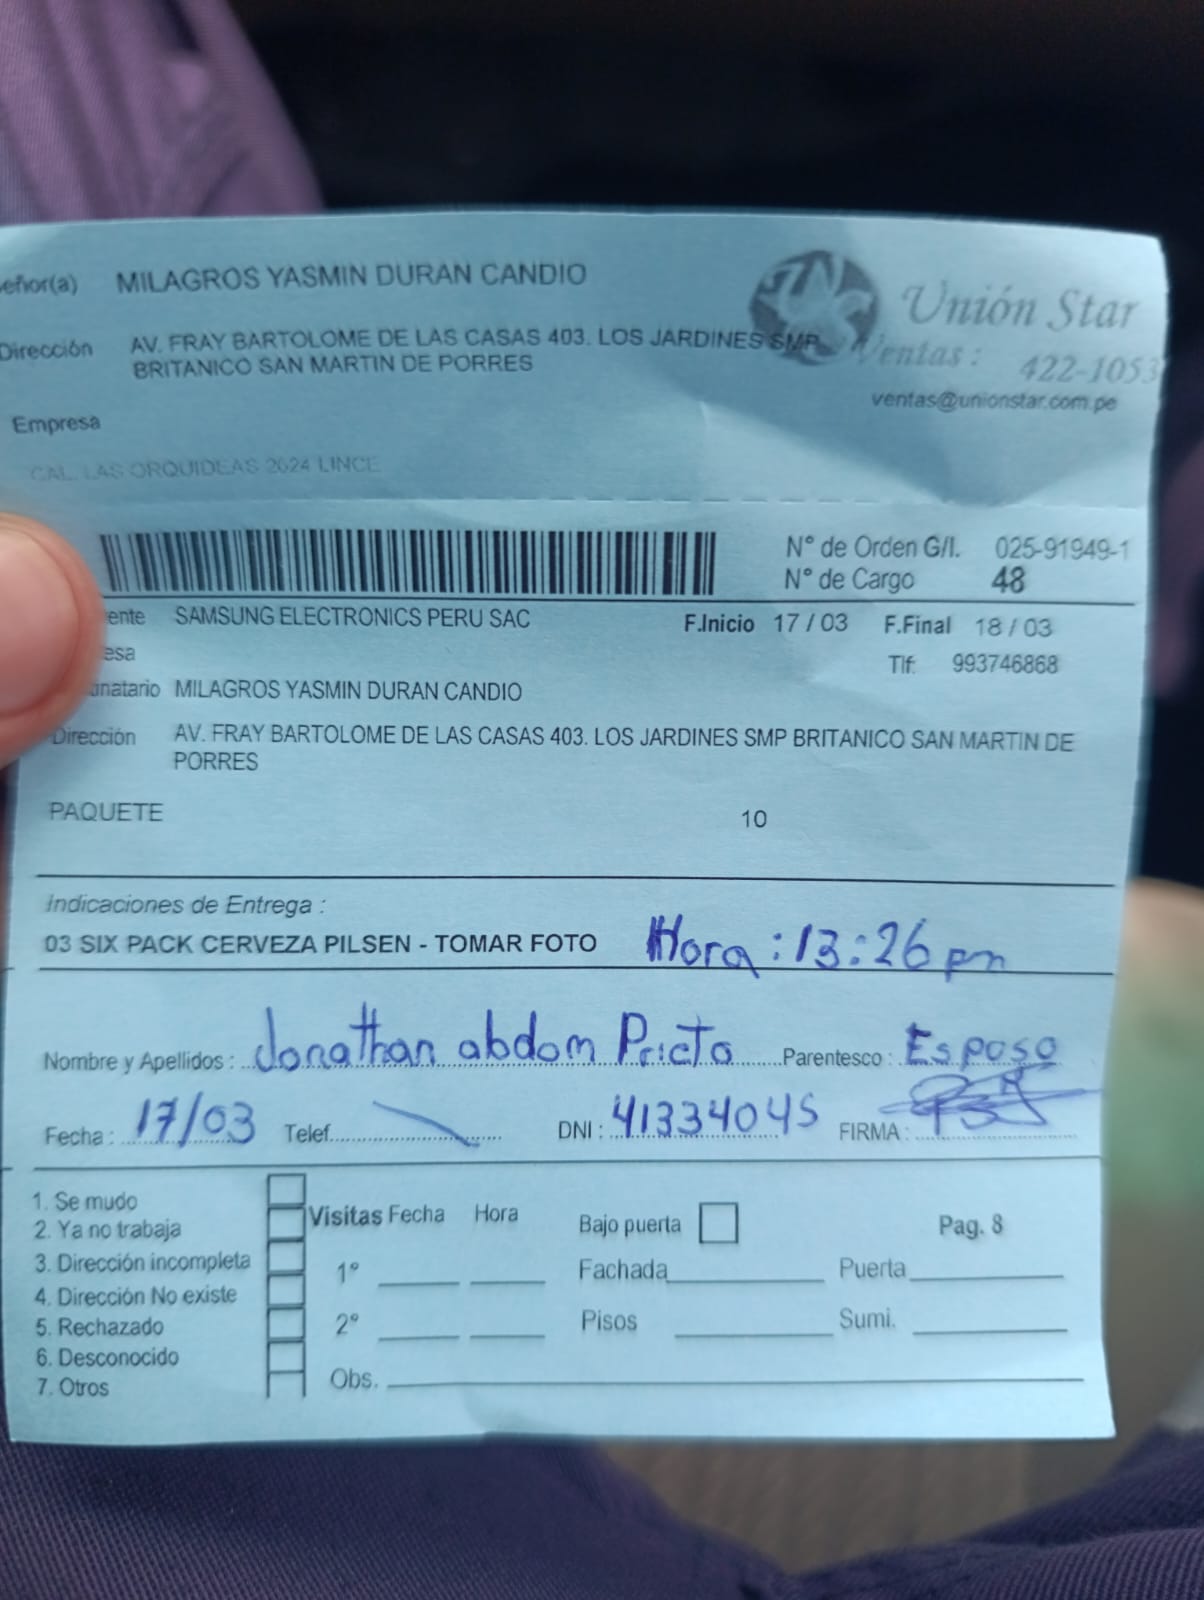 eñor(a) MILAGROS YASMIN DURAN CANDIO
Unión Star
Dirección AV. FRAY BARTOLOME DE LAS CASAS 403. LOS JARDINES SMP
BRITANICO SAN MARTIN DE PORRES
Ventas : 422-1053
ventas@unionstar.com.pe
Empresa
CAL. LAS ORQUIDEAS 2624 LINCE
N° de Orden G/I. 025-91949-1
N° de Cargo 48
ente SAMSUNG ELECTRONICS PERU SAC F.Inicio 17 / 03 F.Final 18 / 03
esa Tlf: 993746868
inatario MILAGROS YASMIN DURAN CANDIO
Dirección AV. FRAY BARTOLOME DE LAS CASAS 403. LOS JARDINES SMP BRITANICO SAN MARTIN DE
PORRES
PAQUETE 10
Indicaciones de Entrega :
03 SIX PACK CERVEZA PILSEN - TOMAR FOTO Hora : 13:26 pm
Nombre y Apellidos : Jonathan abdom Prieto Parentesco : Esposo
Fecha : 17/03 Telef. DNI : 41334045 FIRMA :
1. Se mudo
2. Ya no trabaja
3. Dirección incompleta
4. Dirección No existe
5. Rechazado
6. Desconocido
7. Otros
Visitas Fecha Hora
1°
2°
Obs.
Bajo puerta Pag. 8
Fachada Puerta
Pisos Sumi.